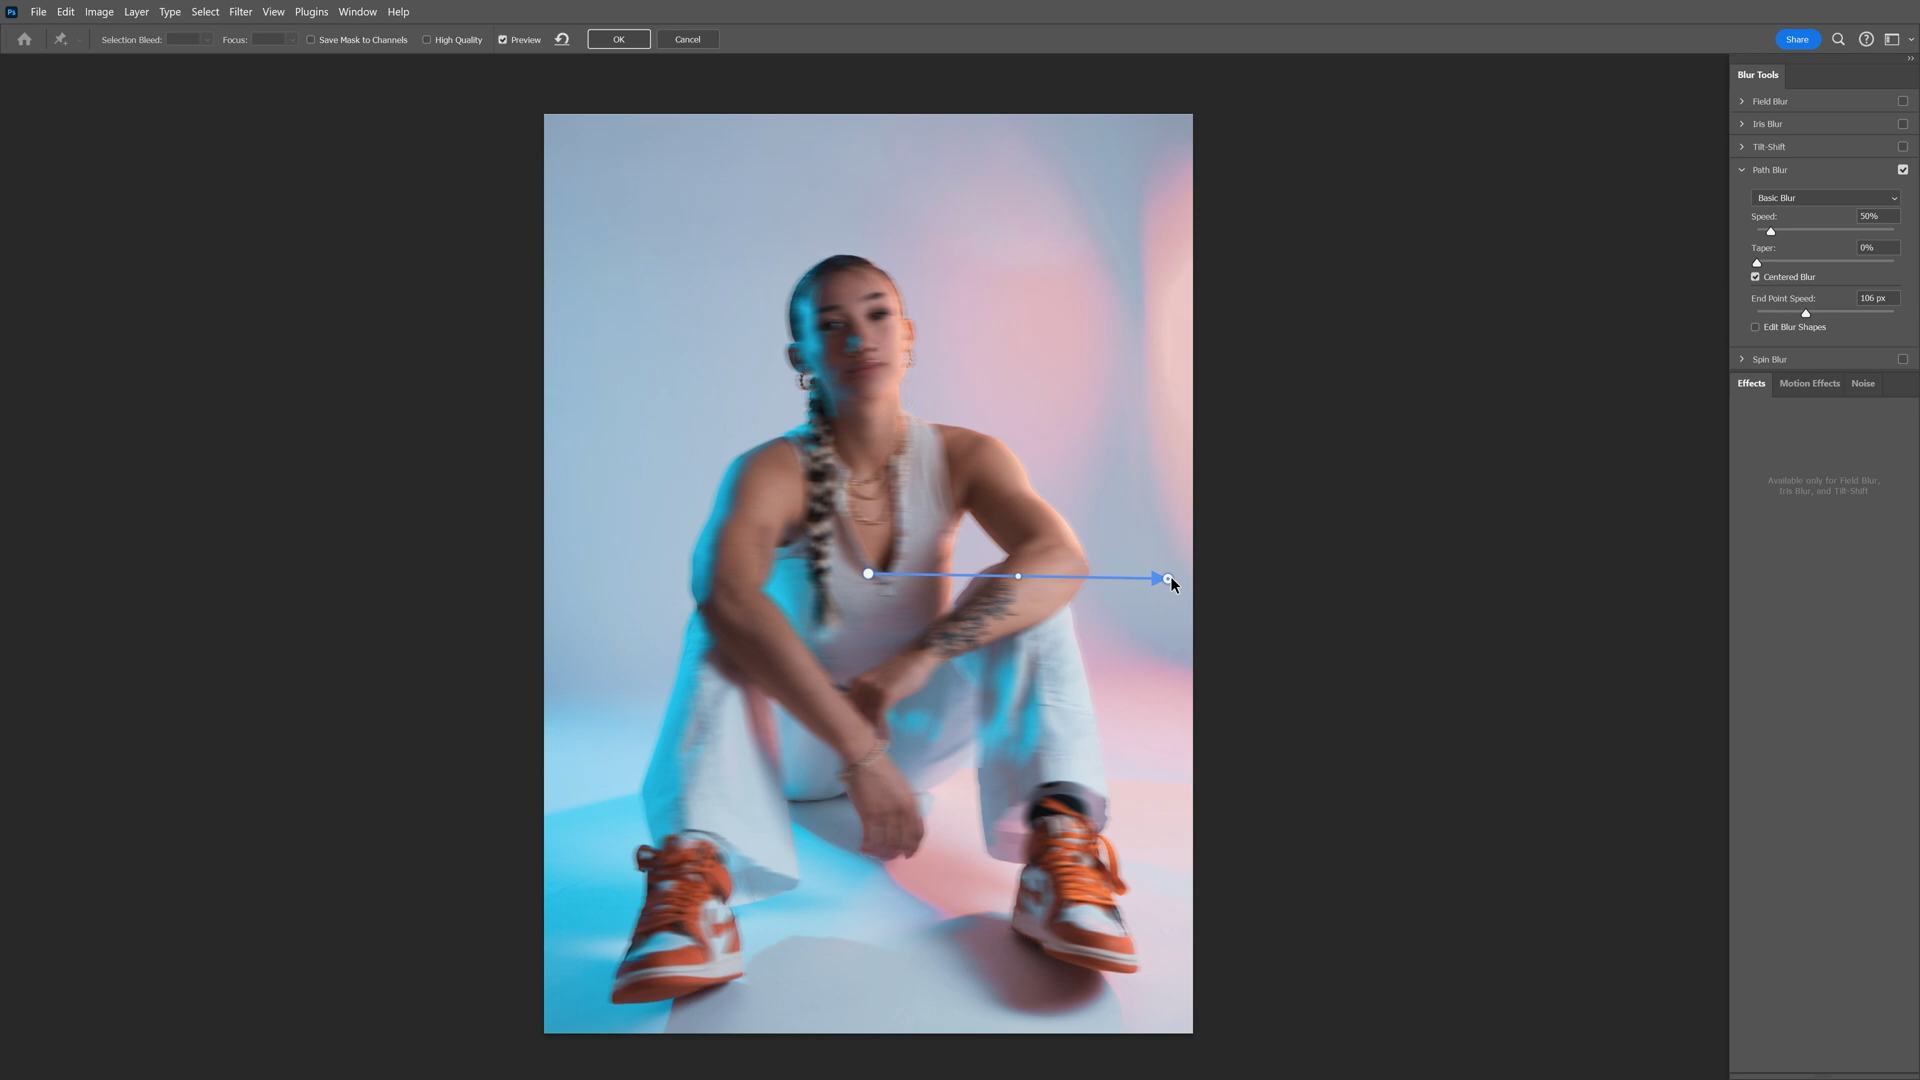 Ps File Edit Image Layer Type Select Filter View Plugins Window Help
Selection Bleed: Focus: Save Mask to Channels High Quality Preview OK Cancel Share
Blur Tools
Field Blur
Iris Blur
Tilt-Shift
Path Blur
Basic Blur
Speed: 50%
Taper: 0%
Centered Blur
End Point Speed: 106 px
Edit Blur Shapes
Spin Blur
Effects Motion Effects Noise
Available only for Field Blur,
Iris Blur, and Tilt-Shift